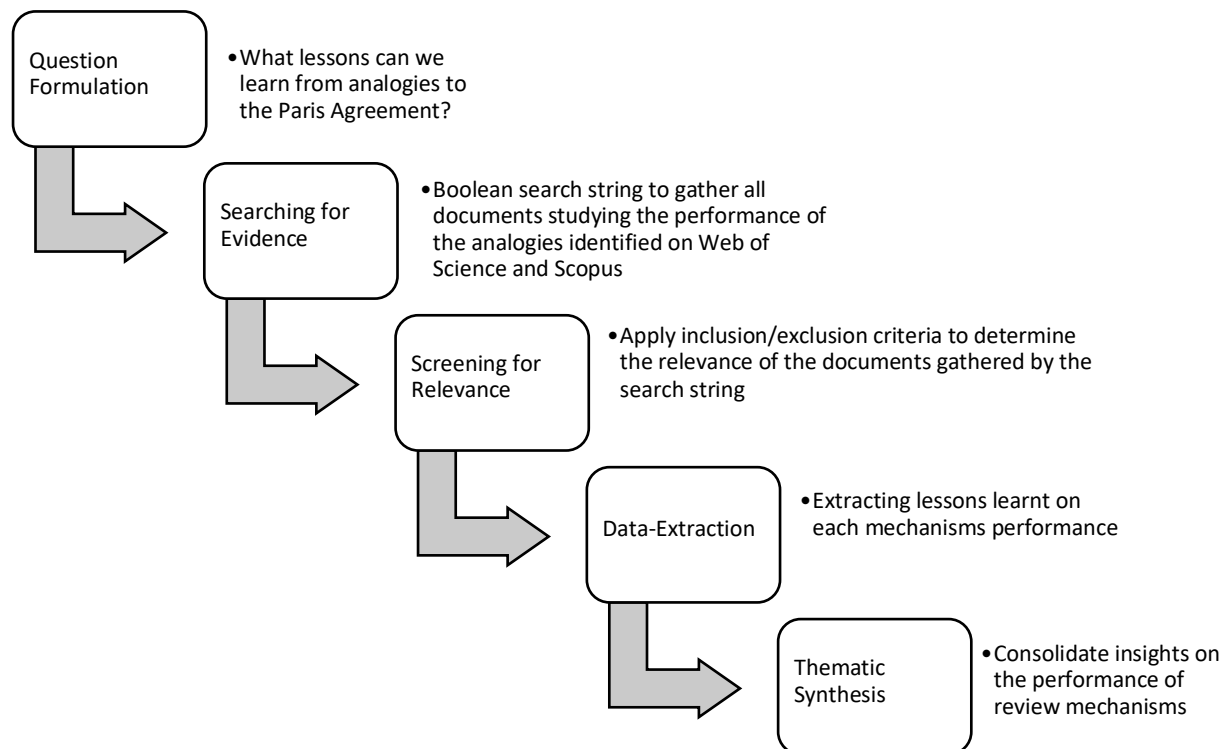 Question
Formulation
•What lessons can we
learn from analogies to
the Paris Agreement?
Searching for
Evidence
•Boolean search string to gather all
documents studying the performance of
the analogies identified on Web of
Science and Scopus
Screening for
Relevance
•Apply inclusion/exclusion criteria to determine
the relevance of the documents gathered by the
search string
Data-Extraction
•Extracting lessons learnt on
each mechanisms performance
Thematic
Synthesis
•Consolidate insights on
the performance of
review mechanisms